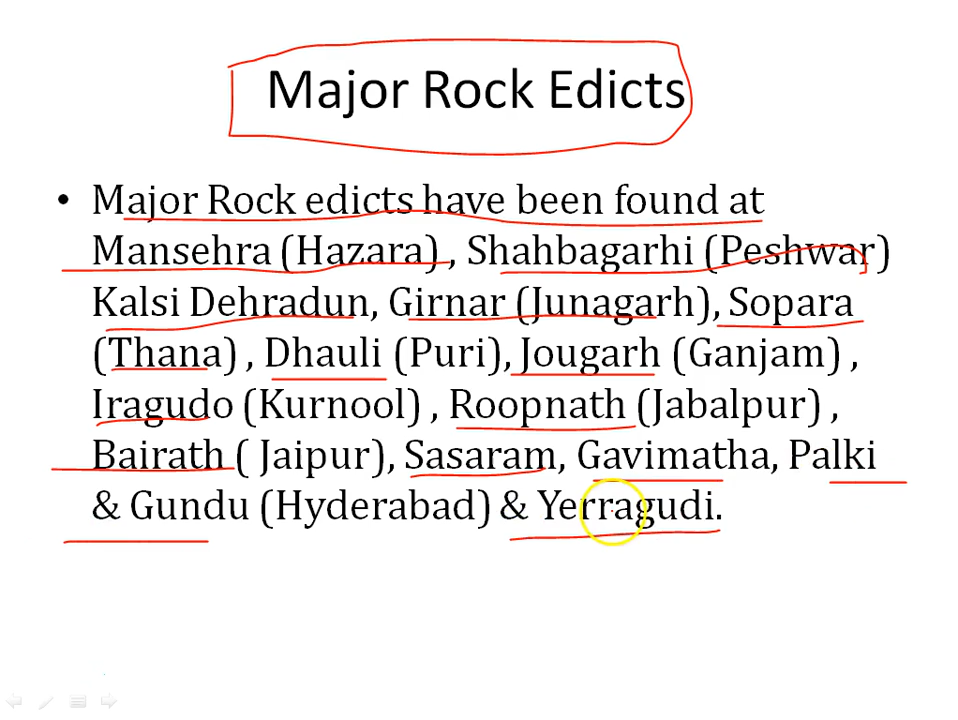 Major Rock Edicts
• Major Rock edicts have been found at
Mansehra (Hazara) , Shahbagarhi (Peshwar)
Kalsi Dehradun, Girnar (Junagarh), Sopara
(Thana) , Dhauli (Puri), Jougarh (Ganjam) ,
Iragudo (Kurnool) , Roopnath (Jabalpur) ,
Bairath ( Jaipur), Sasaram, Gavimatha, Palki
& Gundu (Hyderabad) & Yerragudi.